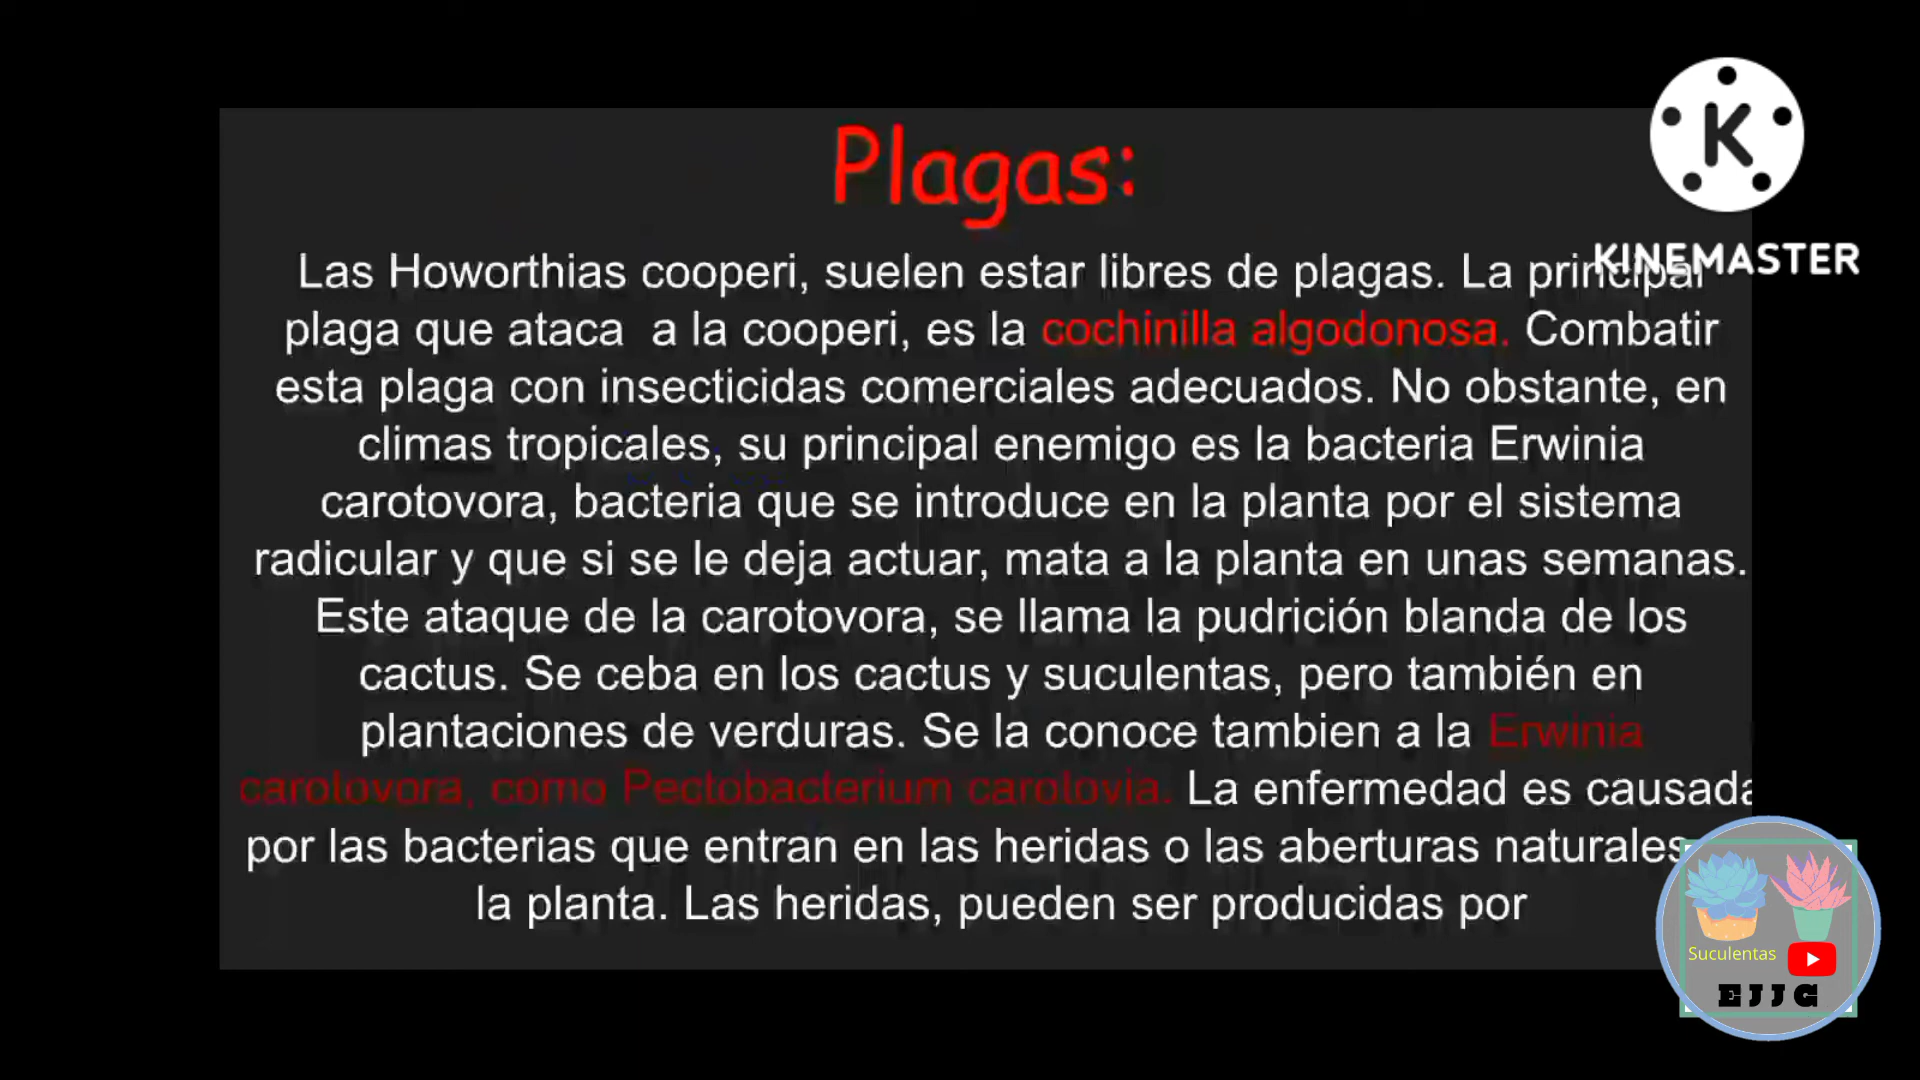 Plagas:
K
KINEMASTER
Las Howorthias cooperi, suelen estar libres de plagas. La principal
plaga que ataca  a la cooperi, es la cochinilla algodonosa. Combatir
esta plaga con insecticidas comerciales adecuados. No obstante, en
climas tropicales, su principal enemigo es la bacteria Erwinia
carotovora, bacteria que se introduce en la planta por el sistema
radicular y que si se le deja actuar, mata a la planta en unas semanas.
Este ataque de la carotovora, se llama la pudrición blanda de los
cactus. Se ceba en los cactus y suculentas, pero también en
plantaciones de verduras. Se la conoce tambien a la Erwinia
carotovora, como Pectobacterium carotovia. La enfermedad es causada
por las bacterias que entran en las heridas o las aberturas naturales
la planta. Las heridas, pueden ser producidas por
Suculentas
EJJG